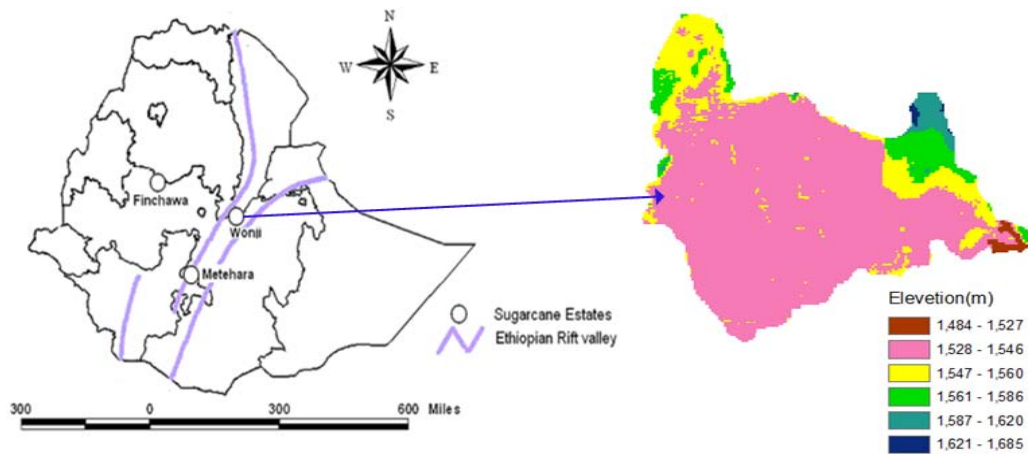 N
W E
S
Finchawa
Wonji
Metehara
Sugarcane Estates
Ethiopian Rift valley
300 0 300 600 Miles
Elevetion(m)
1,484 - 1,527
1,528 - 1,546
1,547 - 1,560
1,561 - 1,586
1,587 - 1,620
1,621 - 1,685